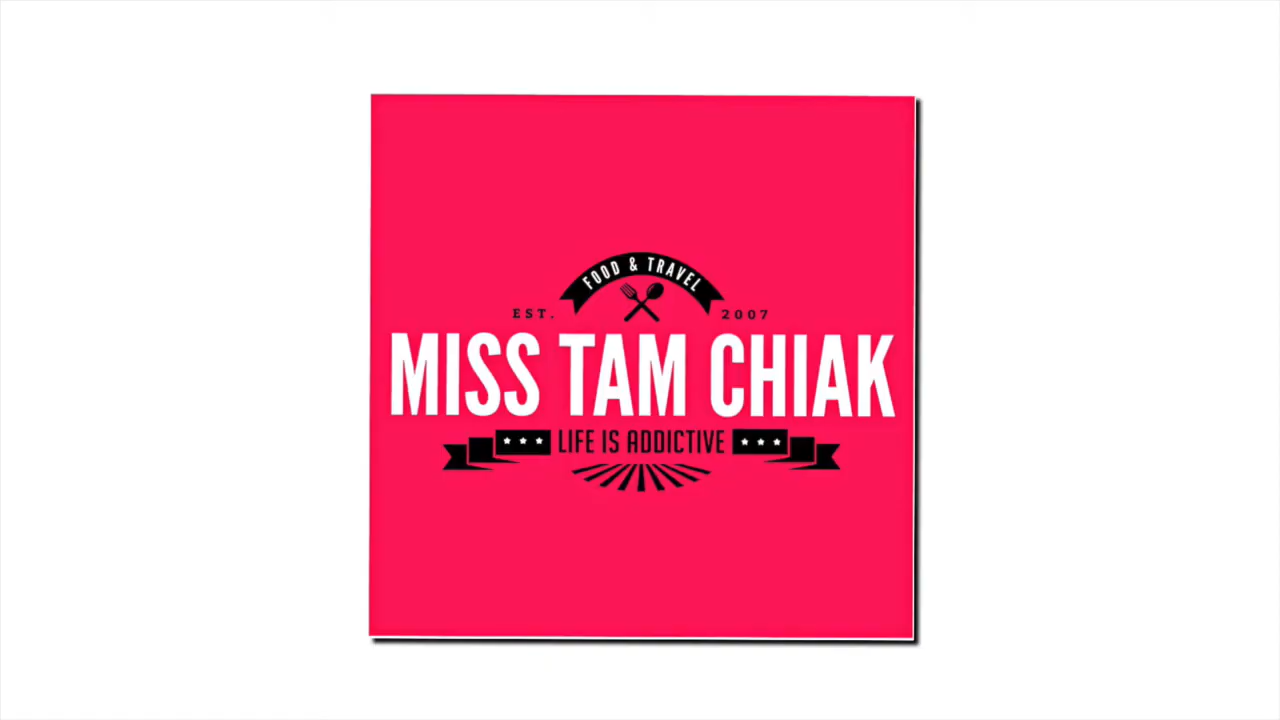 FOOD & TRAVEL
EST. 2007
MISS TAM CHIAK
LIFE IS ADDICTIVE